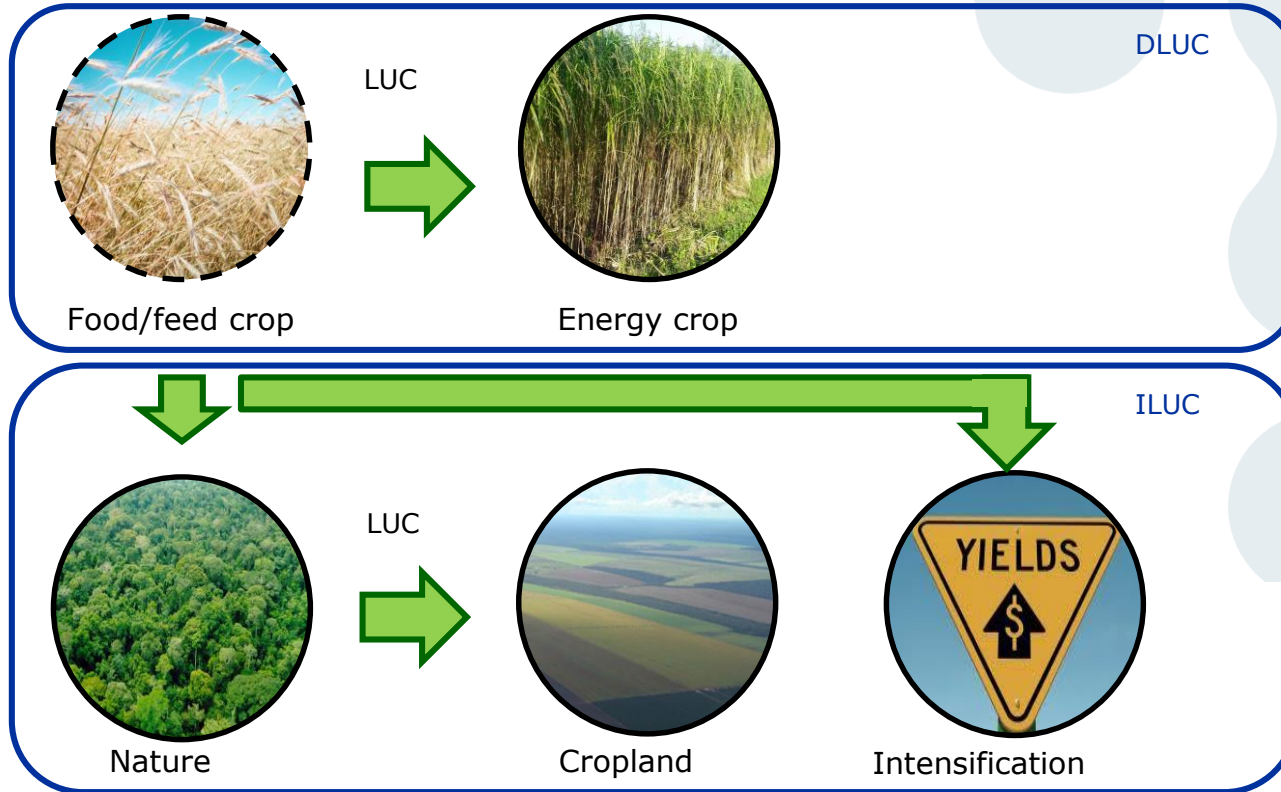 DLUC
LUC
Food/feed crop
Energy crop
ILUC
LUC
YIELDS
$
Nature
Cropland
Intensification